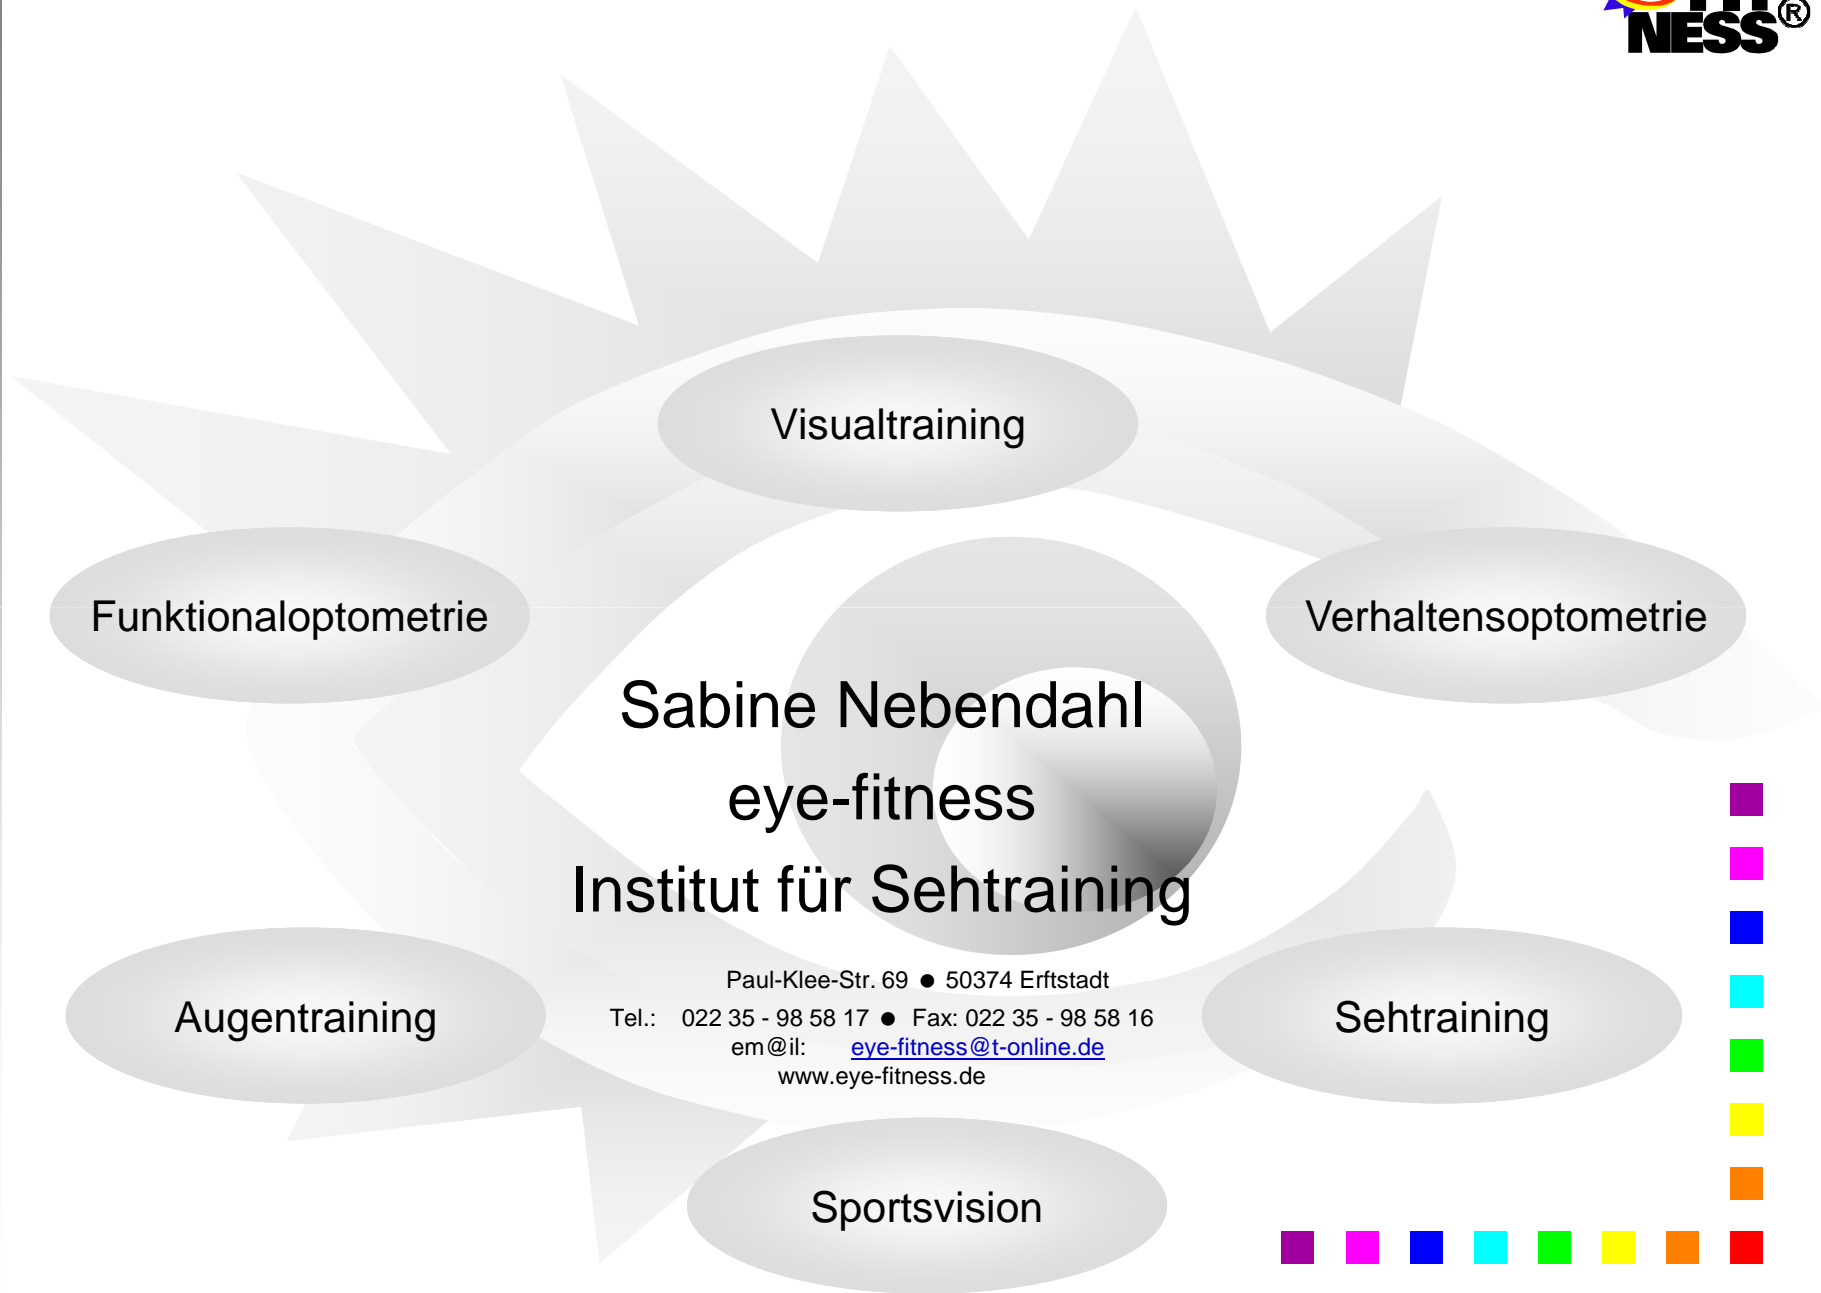 NESS®
Visualtraining
Funktionaloptometrie
Verhaltensoptometrie
Sabine Nebendahl
eye-fitness
Institut für Sehtraining
Paul-Klee-Str. 69 ● 50374 Erftstadt
Tel.: 022 35 - 98 58 17 ● Fax: 022 35 - 98 58 16
em@il: eye-fitness@t-online.de
www.eye-fitness.de
Augentraining
Sehtraining
Sportsvision